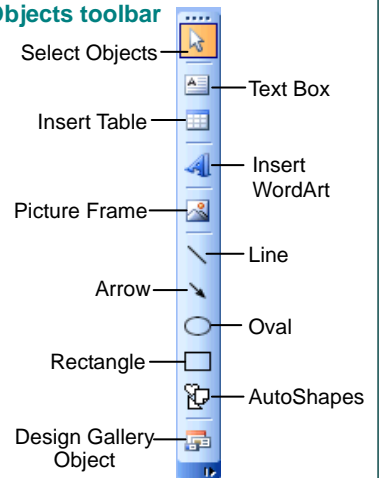 Objects toolbar
Select Objects
Text Box
Insert Table
Insert
WordArt
Picture Frame
Line
Arrow
Oval
Rectangle
AutoShapes
Design Gallery
Object